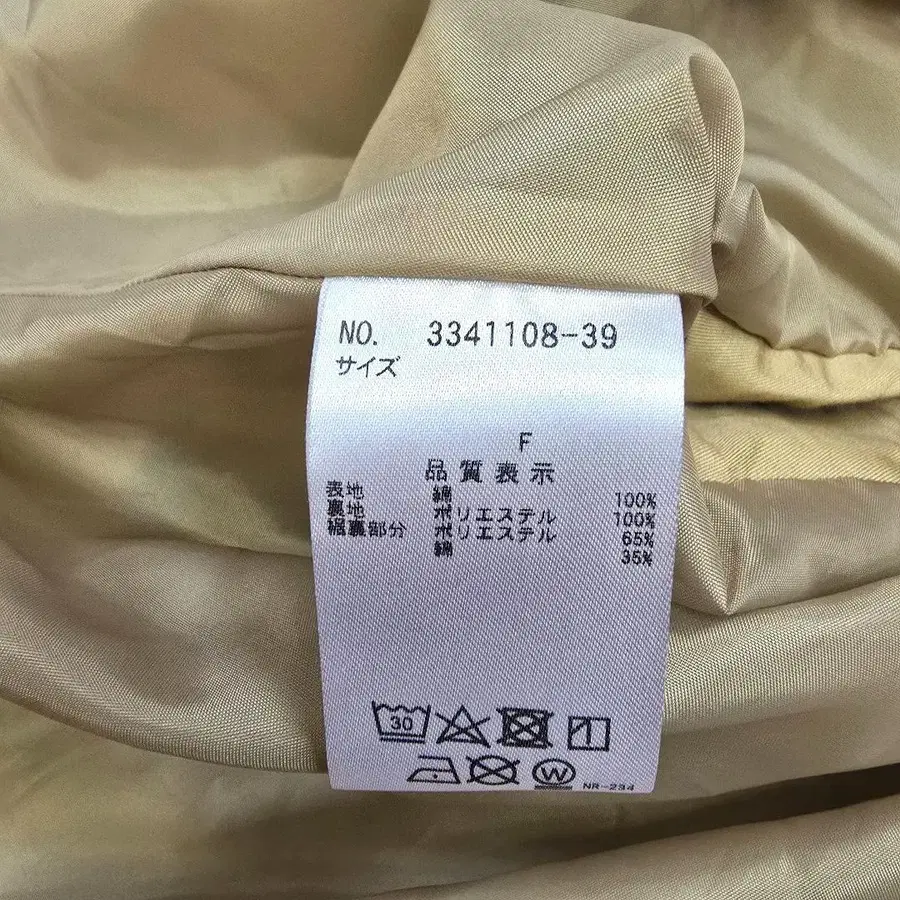 NO. 3341108-39
サイズ
F
品質表示
表地 綿 100%
裏地 ポリエステル 100%
裾裏部分 ポリエステル 65%
綿 35%
30
W
NR-234